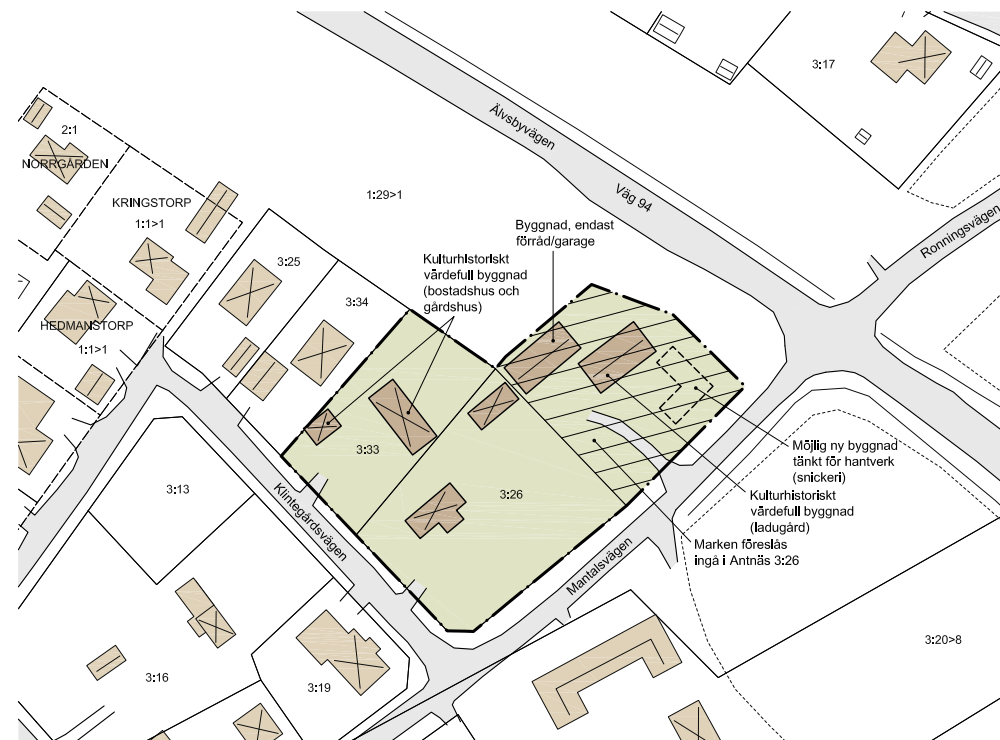 3:17
Älvsbyvägen
2:1
NORRGÅRDEN
KRINGSTORP
1:1>1
1:29>1
Väg 94
Ronningsvägen
Byggnad, endast
förråd/garage
Kulturhistoriskt
värdefull byggnad
(bostadshus och
gårdshus)
3:25
3:34
HEDMANSTORP
1:1>1
3:33
3:26
Möjlig ny byggnad
tänkt för hantverk
(snickeri)
Kulturhistoriskt
värdefull byggnad
(ladugård)
Marken föreslås
ingå i Antnäs 3:26
3:13
Klintegårdsvägen
Mantalsvägen
3:16
3:19
3:20>8